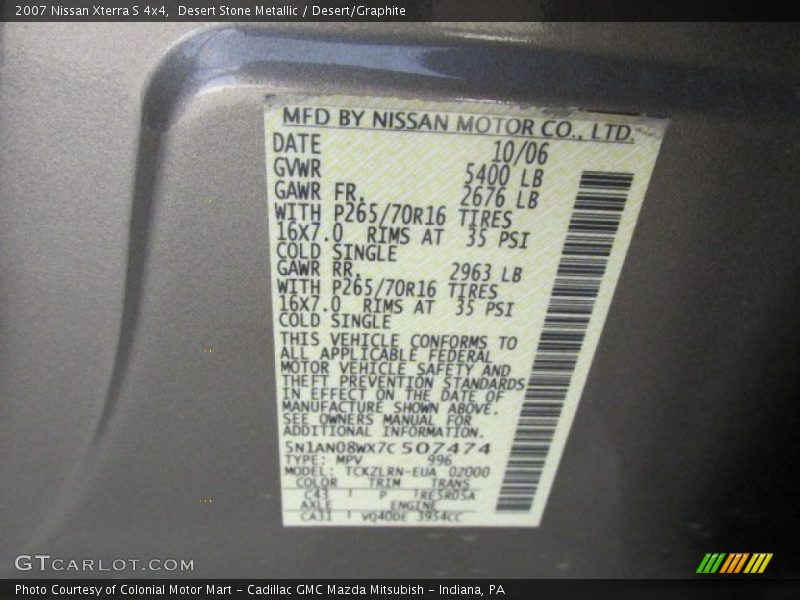 2007 Nissan Xterra S 4x4,  Desert Stone Metallic / Desert/Graphite
MFD BY NISSAN MOTOR CO., LTD.
DATE 10/06
GVWR 5400 LB
GAWR FR. 2676 LB
WITH P265/70R16 TIRES
16X7.0 RIMS AT 35 PSI
COLD SINGLE
GAWR RR. 2963 LB
WITH P265/70R16 TIRES
16X7.0 RIMS AT 35 PSI
COLD SINGLE
THIS VEHICLE CONFORMS TO
ALL APPLICABLE FEDERAL
MOTOR VEHICLE SAFETY AND
THEFT PREVENTION STANDARDS
IN EFFECT ON THE DATE OF
MANUFACTURE SHOWN ABOVE.
SEE OWNERS MANUAL FOR
ADDITIONAL INFORMATION.
5N1AN08WX7C507474
TYPE: MPV 996
MODEL: TCKZLRN-EUA 0Z000
COLOR TRIM TRANS
C43 P RE5R05A
AXLE ENGINE
CA31 VQ40DE 3954CC
GTCARLOT.COM
Photo Courtesy of Colonial Motor Mart - Cadillac GMC Mazda Mitsubish - Indiana, PA